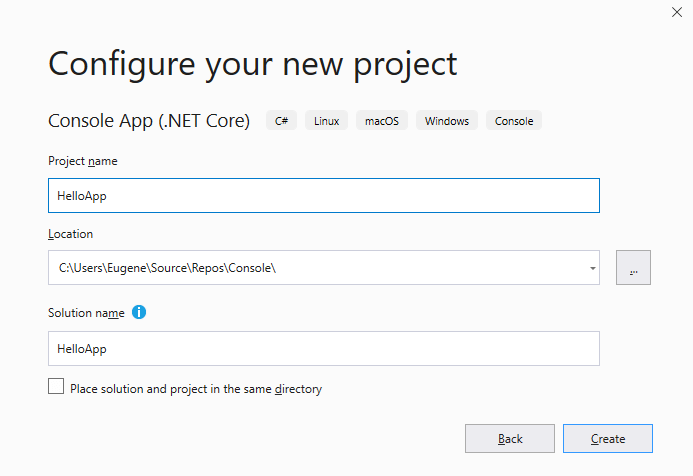 Configure your new project
Console App (.NET Core) C# Linux macOS Windows Console
Project name
HelloApp
Location
C:\Users\Eugene\Source\Repos\Console\
...
Solution name i
HelloApp
Place solution and project in the same directory
Back Create